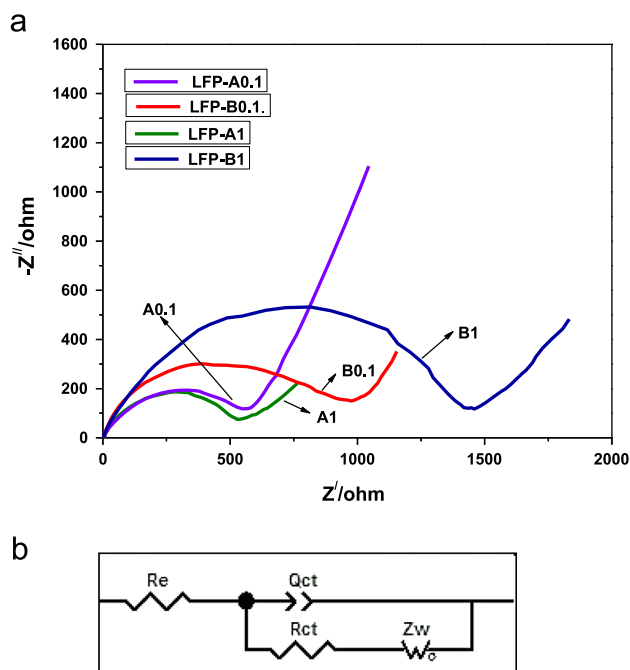 a
1600
1400
1200
1000
800
600
400
200
0
-Z//ohm
LFP-A0.1
LFP-B0.1.
LFP-A1
LFP-B1
A0.1
B1
B0.1
A1
0
500
1000
1500
2000
Z//ohm
b
Re
Qct
Rct
Zw